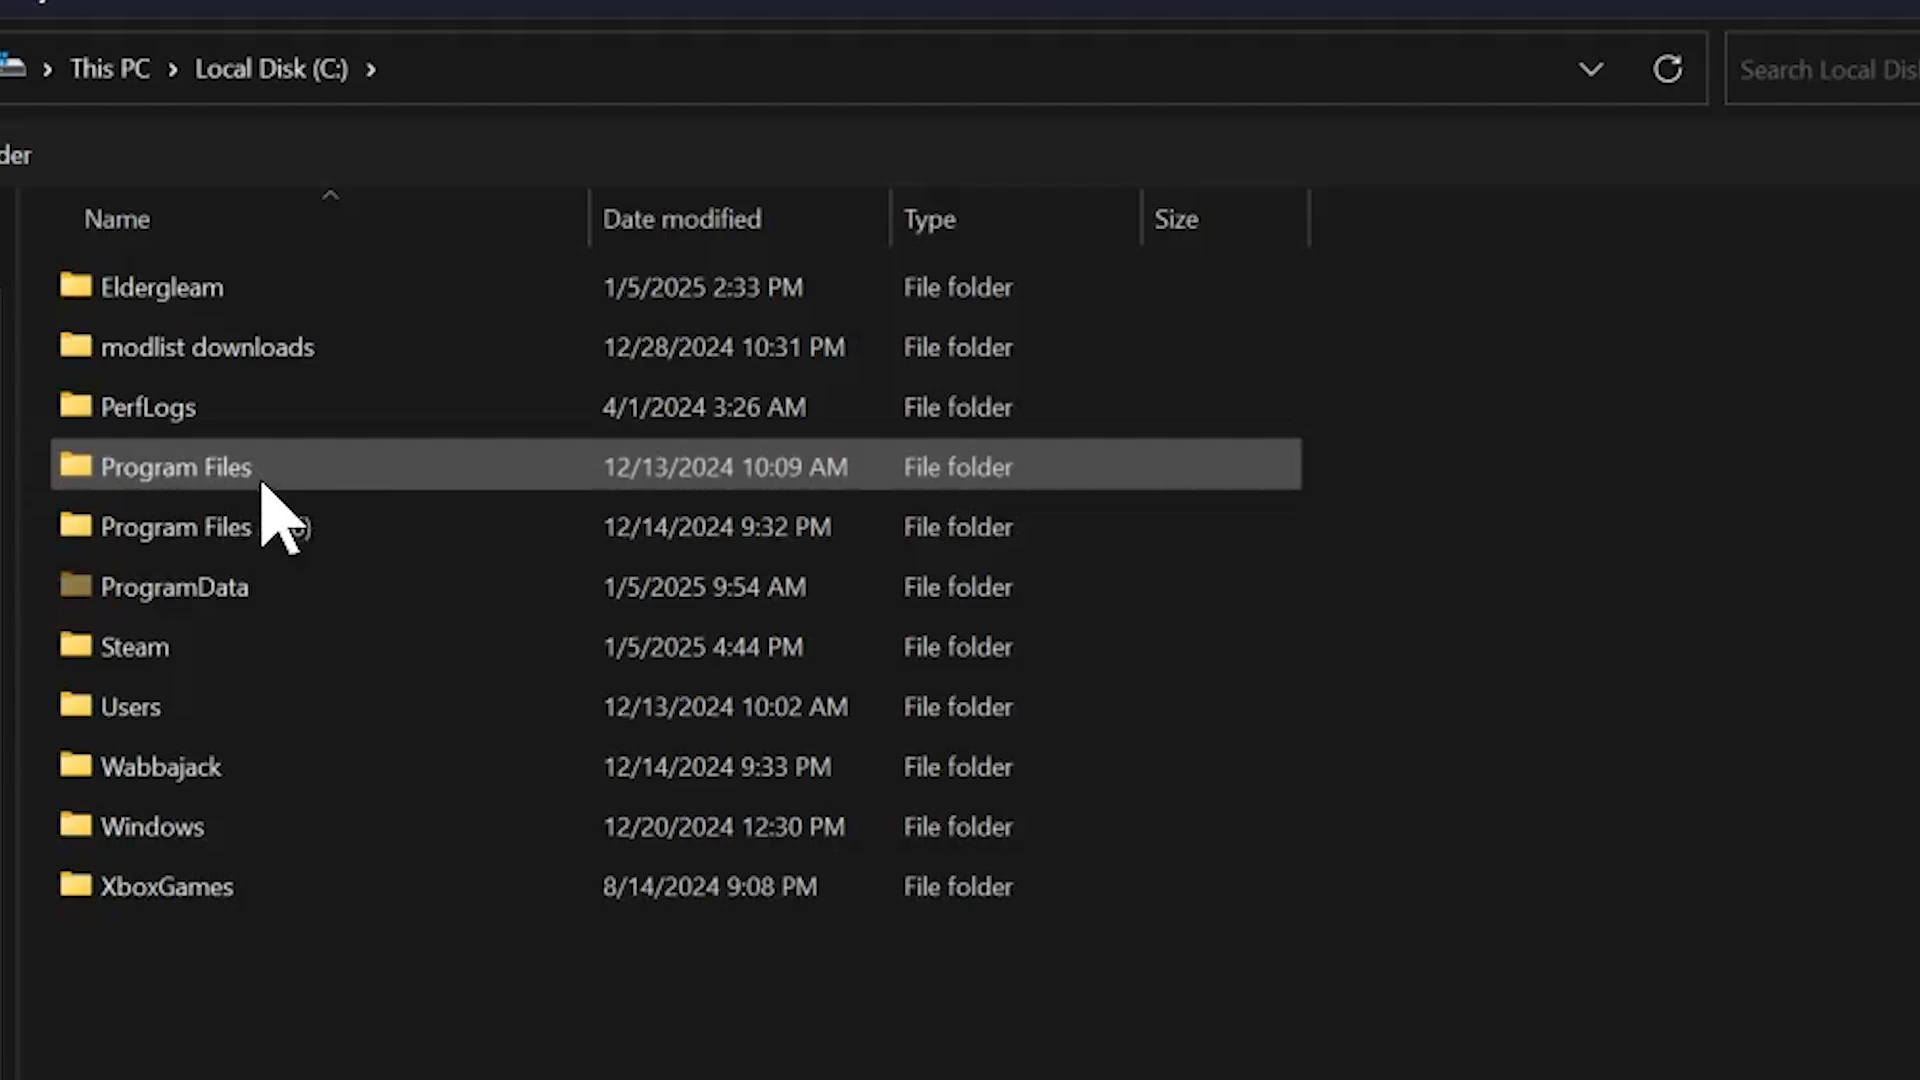 This PC › Local Disk (C:) › Search Local
der
Name Date modified Type Size
Eldergleam 1/5/2025 2:33 PM File folder
modlist downloads 12/28/2024 10:31 PM File folder
PerfLogs 4/1/2024 3:26 AM File folder
Program Files 12/13/2024 10:09 AM File folder
Program Files 12/14/2024 9:32 PM File folder
ProgramData 1/5/2025 9:54 AM File folder
Steam 1/5/2025 4:44 PM File folder
Users 12/13/2024 10:02 AM File folder
Wabbajack 12/14/2024 9:33 PM File folder
Windows 12/20/2024 12:30 PM File folder
XboxGames 8/14/2024 9:08 PM File folder